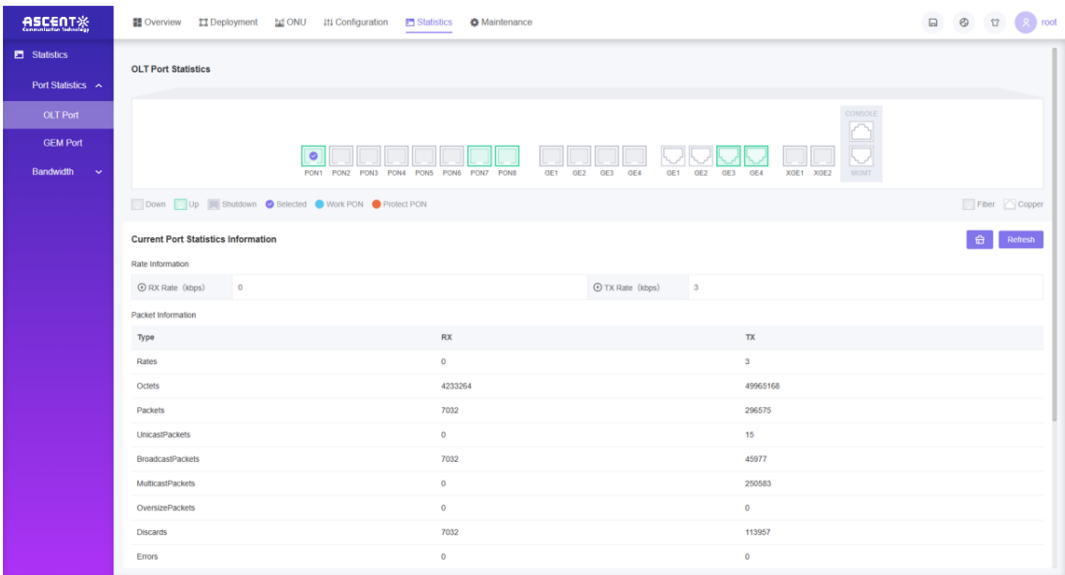 ASCENT
Communication Technology
Overview Deployment ONU Configuration Statistics Maintenance root
Statistics
Port Statistics
OLT Port
GEM Port
Bandwidth
OLT Port Statistics
CONSOLE
PON1 PON2 PON3 PON4 PON5 PON6 PON7 PON8 GE1 GE2 GE3 GE4 GE1 GE2 GE3 GE4 XGE1 XGE2 MGMT
Down Up Shutdown Selected Work PON Protect PON Fiber Copper
Current Port Statistics Information Refresh
Rate Information
RX Rate (kbps) 0 TX Rate (kbps) 3
Packet Information
Type RX TX
Rates 0 3
Octets 4233264 49965168
Packets 7032 296575
UnicastPackets 0 15
BroadcastPackets 7032 45977
MulticastPackets 0 250583
OversizePackets 0 0
Discards 7032 113957
Errors 0 0